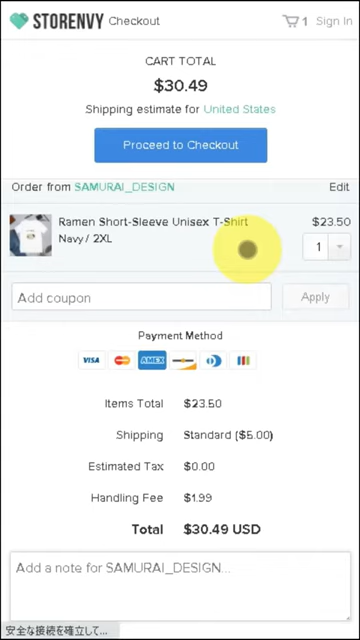 STORENVY Checkout 1 Sign In
CART TOTAL
$30.49
Shipping estimate for United States
Proceed to Checkout
Order from SAMURAI_DESIGN Edit
Ramen Short-Sleeve Unisex T-Shirt $23.50
Navy / 2XL 1
Add coupon Apply
Payment Method
VISA AMEX
Items Total $23.50
Shipping Standard ($5.00)
Estimated Tax $0.00
Handling Fee $1.99
Total $30.49 USD
Add a note for SAMURAI_DESIGN...
安全な接続を確立して...